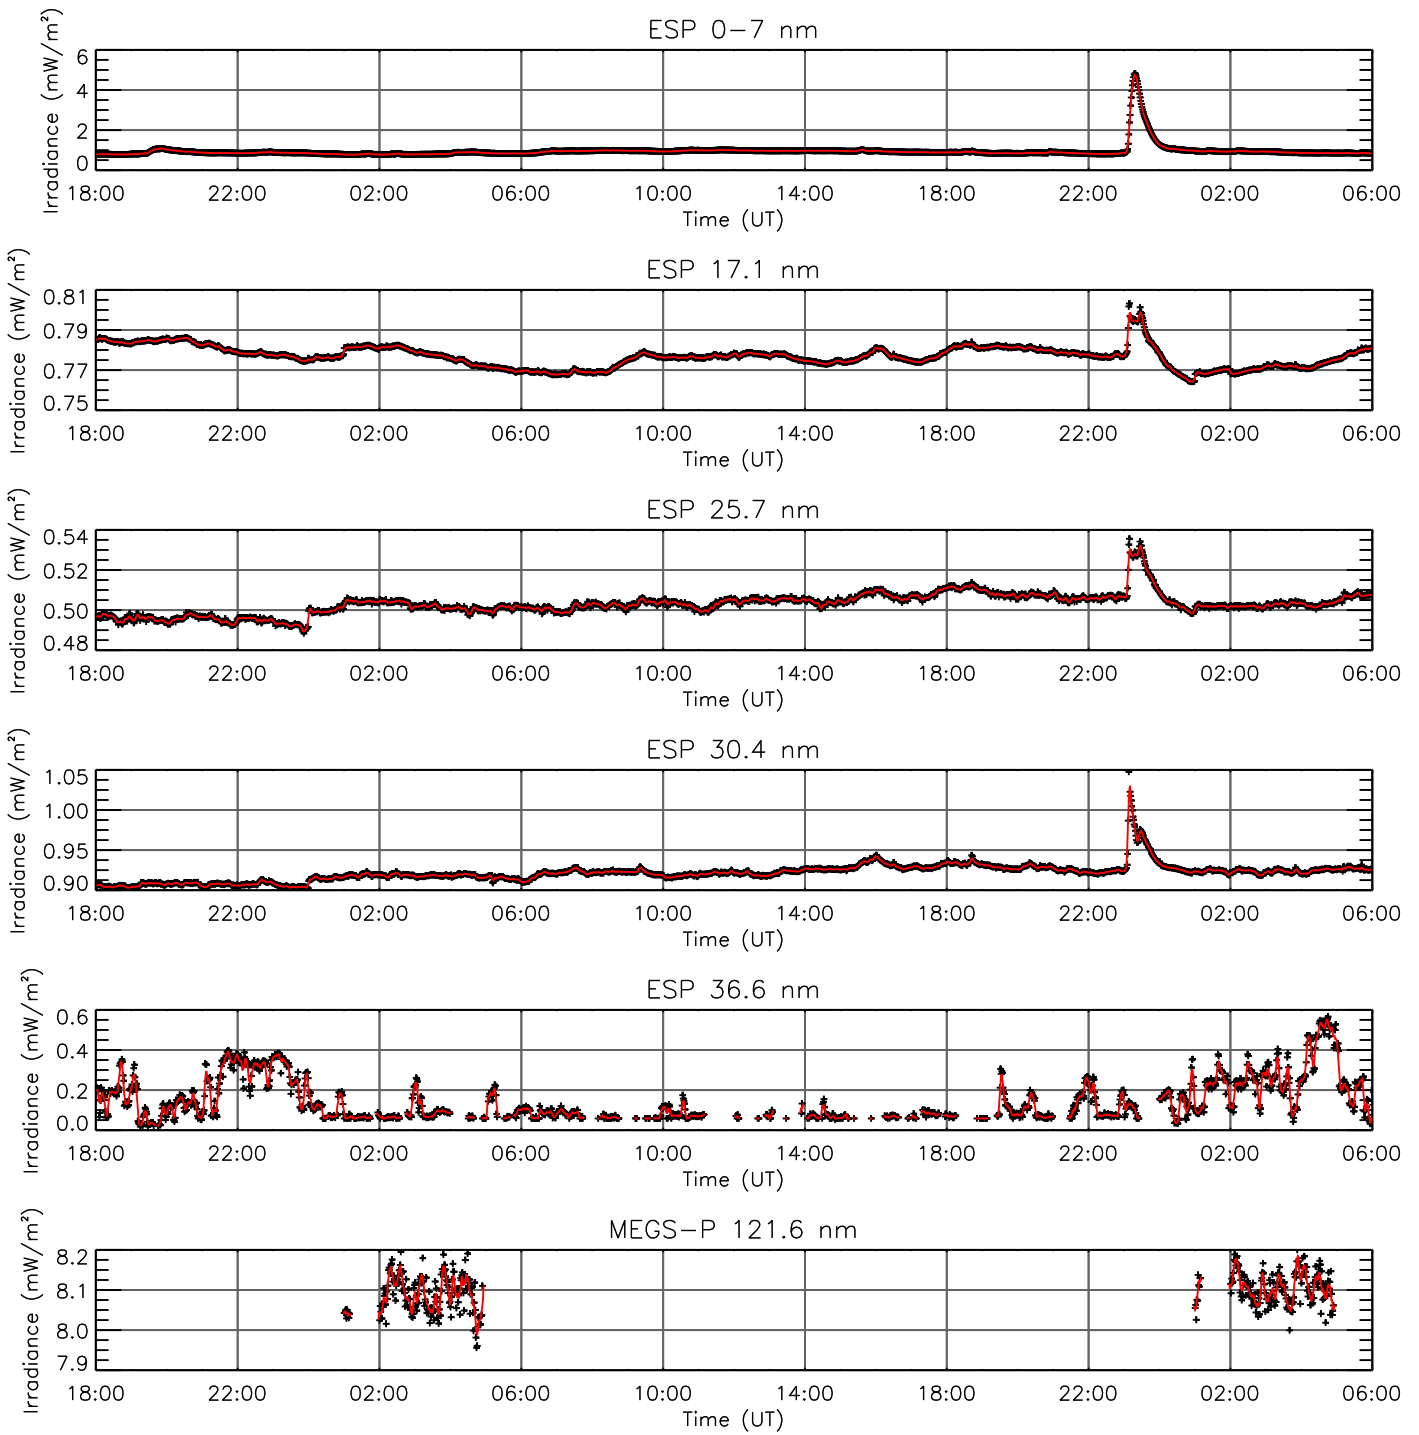 ESP 0−7 nm
Irradiance (mW/m²)
6
4
2
0
18:00 22:00 02:00 06:00 10:00 14:00 18:00 22:00 02:00 06:00
Time (UT)
ESP 17.1 nm
Irradiance (mW/m²)
0.81
0.79
0.77
0.75
18:00 22:00 02:00 06:00 10:00 14:00 18:00 22:00 02:00 06:00
Time (UT)
ESP 25.7 nm
Irradiance (mW/m²)
0.54
0.52
0.50
0.48
18:00 22:00 02:00 06:00 10:00 14:00 18:00 22:00 02:00 06:00
Time (UT)
ESP 30.4 nm
Irradiance (mW/m²)
1.05
1.00
0.95
0.90
18:00 22:00 02:00 06:00 10:00 14:00 18:00 22:00 02:00 06:00
Time (UT)
ESP 36.6 nm
Irradiance (mW/m²)
0.6
0.4
0.2
0.0
18:00 22:00 02:00 06:00 10:00 14:00 18:00 22:00 02:00 06:00
Time (UT)
MEGS−P 121.6 nm
Irradiance (mW/m²)
8.2
8.1
8.0
7.9
18:00 22:00 02:00 06:00 10:00 14:00 18:00 22:00 02:00 06:00
Time (UT)